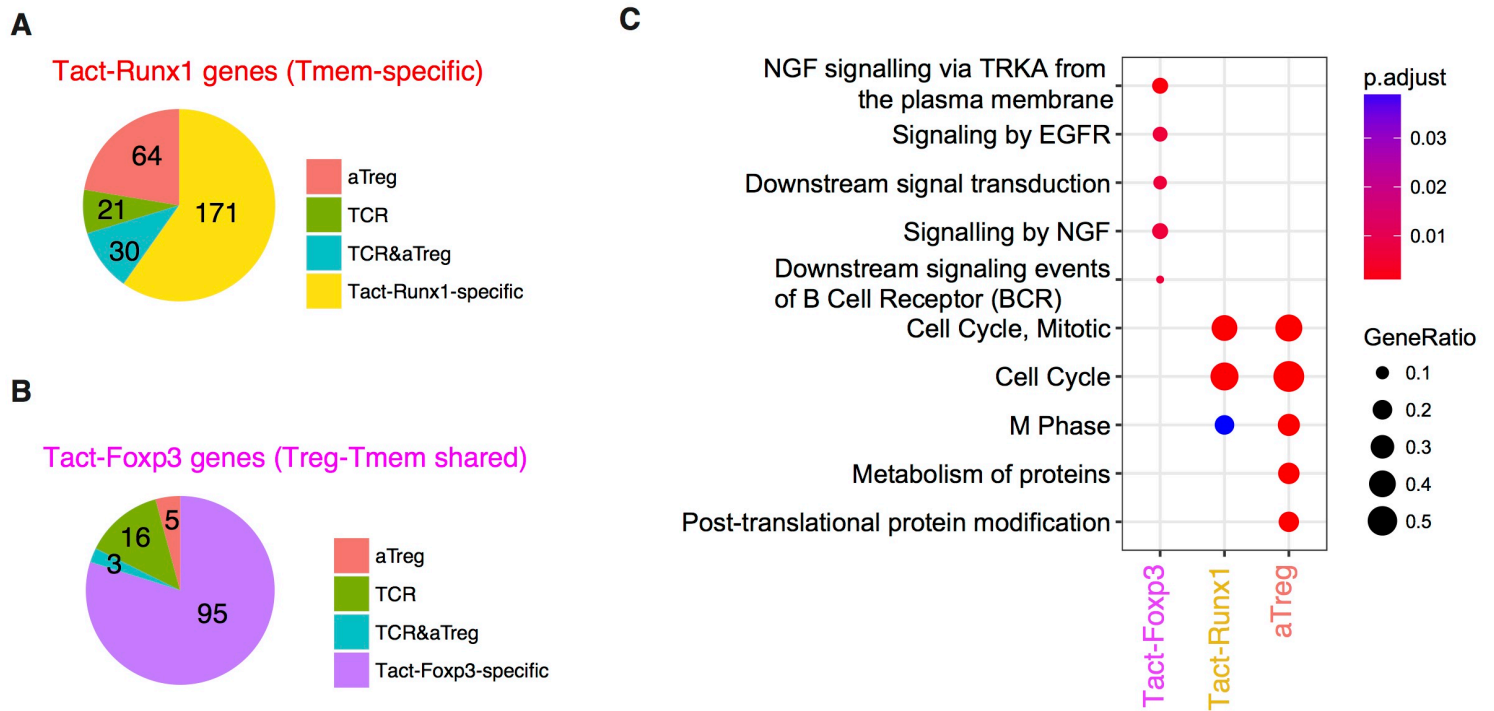 A
Tact-Runx1 genes (Tmem-specific)
64
21
30
171
aTreg
TCR
TCR&aTreg
Tact-Runx1-specific
B
Tact-Foxp3 genes (Treg-Tmem shared)
5
16
3
95
aTreg
TCR
TCR&aTreg
Tact-Foxp3-specific
C
NGF signalling via TRKA from
the plasma membrane
Signaling by EGFR
Downstream signal transduction
Signalling by NGF
Downstream signaling events
of B Cell Receptor (BCR)
Cell Cycle, Mitotic
Cell Cycle
M Phase
Metabolism of proteins
Post-translational protein modification
Tact-Foxp3
Tact-Runx1
aTreg
p.adjust
0.03
0.02
0.01
GeneRatio
0.1
0.2
0.3
0.4
0.5